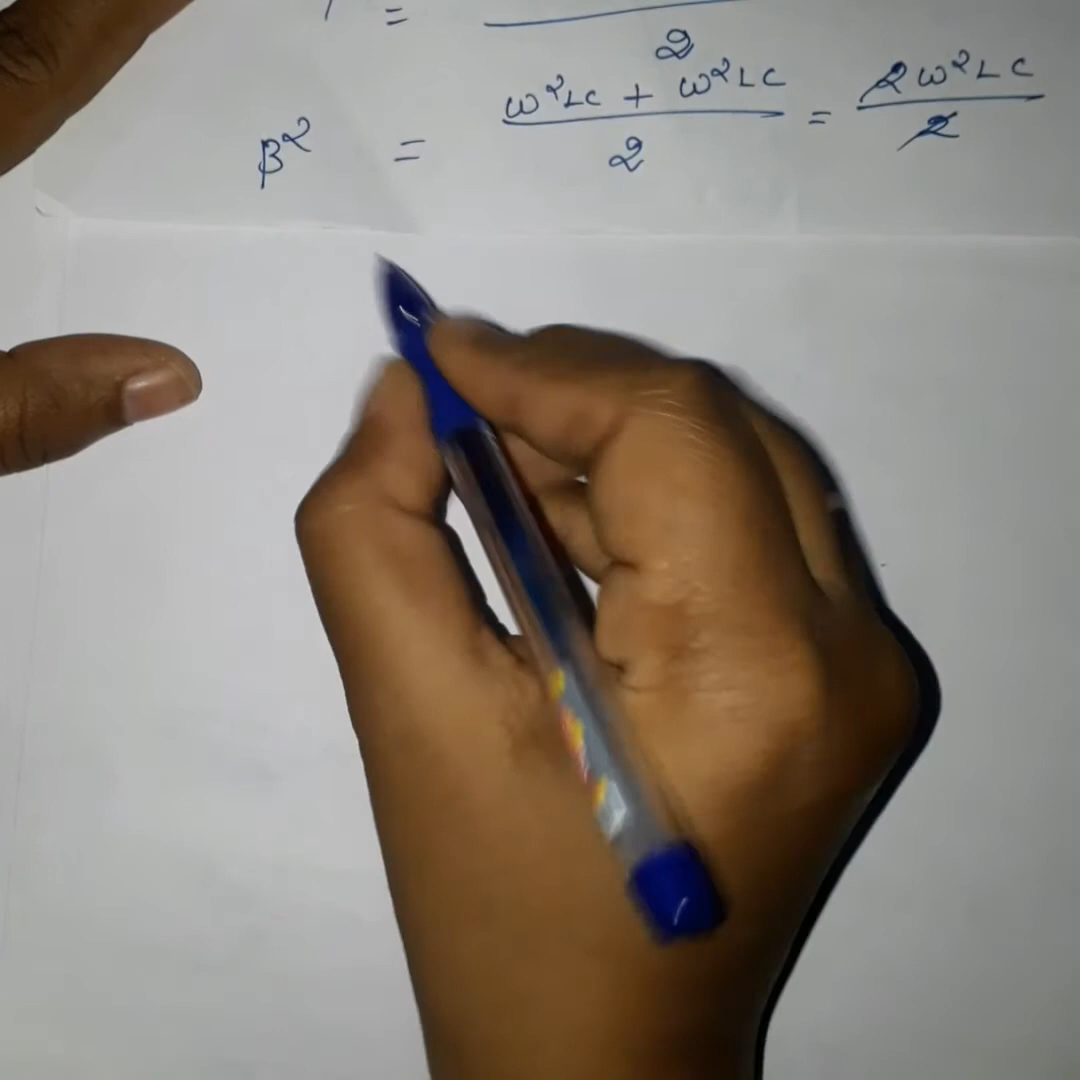 =
2
β² = ω²LC + ω²LC / 2 = 2ω²LC / 2